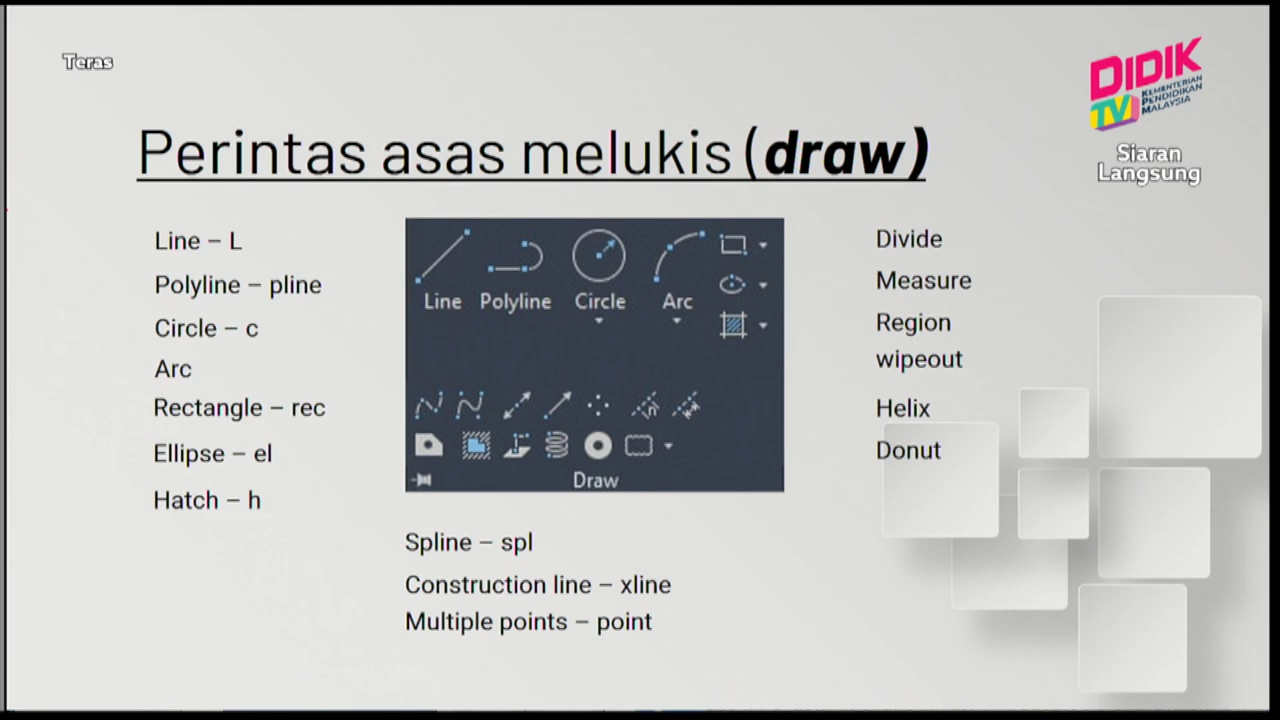 Teras
DIDIK
TV
KEMENTERIAN
PENDIDIKAN
MALAYSIA
Siaran
Langsung
Perintas asas melukis (draw)
Line – L
Polyline – pline
Circle – c
Arc
Rectangle – rec
Ellipse – el
Hatch – h
Line Polyline Circle Arc
Draw
Spline – spl
Construction line – xline
Multiple points – point
Divide
Measure
Region
wipeout
Helix
Donut